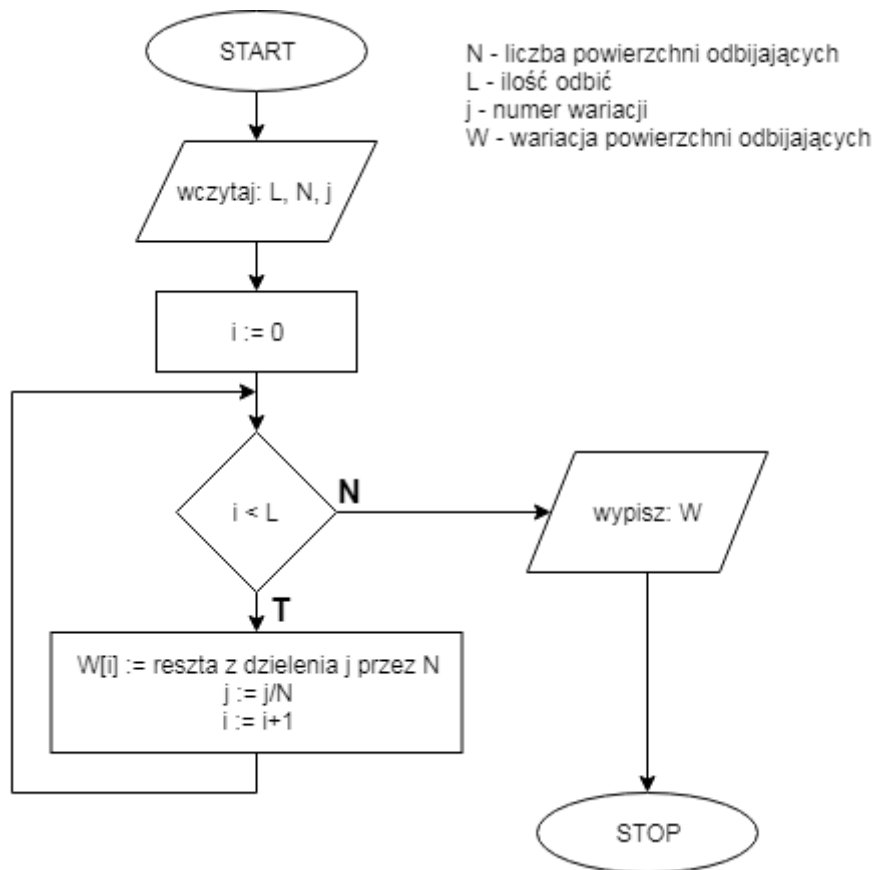 START
N - liczba powierzchni odbijających
L - ilość odbić
j - numer wariacji
W - wariacja powierzchni odbijających
wczytaj: L, N, j
i := 0
i < L
N
wypisz: W
T
W[i] := reszta z dzielenia j przez N
j := j/N
i := i+1
STOP